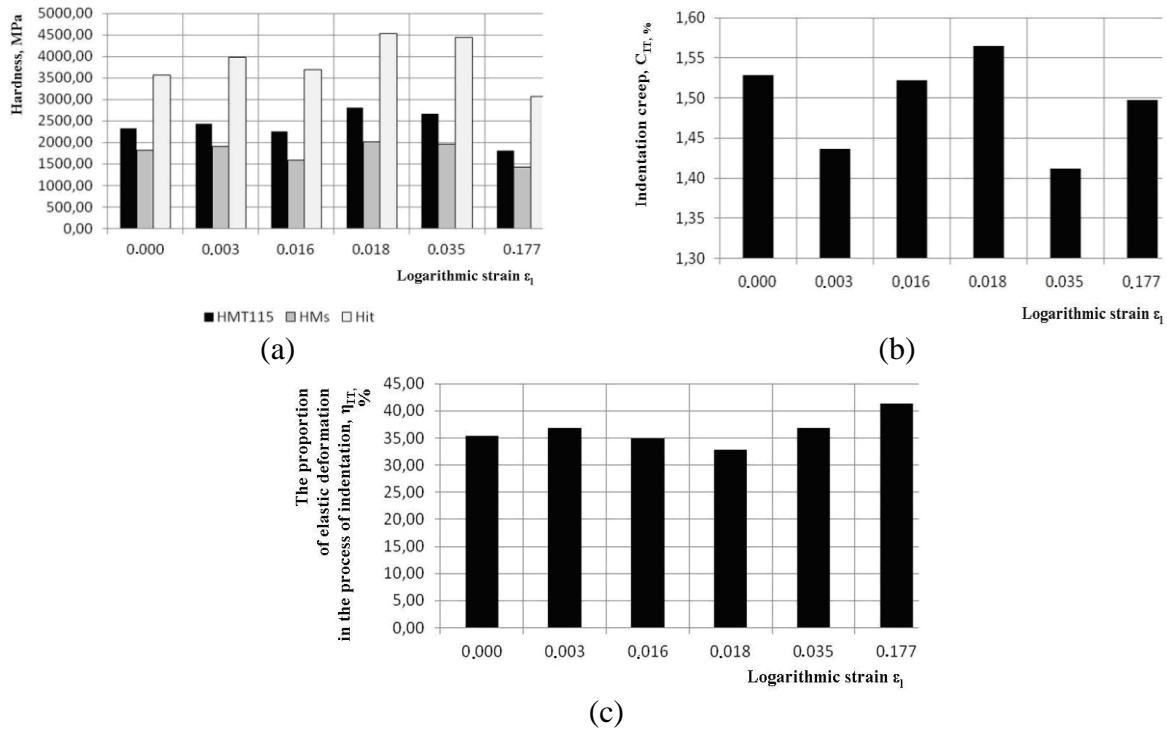 Hardness, MPa
5000,00
4500,00
4000,00
3500,00
3000,00
2500,00
2000,00
1500,00
1000,00
500,00
0,00
0.000 0.003 0.016 0.018 0.035 0.177
Logarithmic strain εl
HMT115 HMs Hit
(a)
Indentation creep, CIT, %
1,60
1,55
1,50
1,45
1,40
1,35
1,30
0.000 0.003 0.016 0.018 0.035 0.177
Logarithmic strain εl
(b)
The proportion
of elastic deformation
in the process of indentation, ηIT,
%
45,00
40,00
35,00
30,00
25,00
20,00
15,00
10,00
5,00
0,00
0.000 0.003 0.016 0.018 0.035 0.177
Logarithmic strain εl
(c)